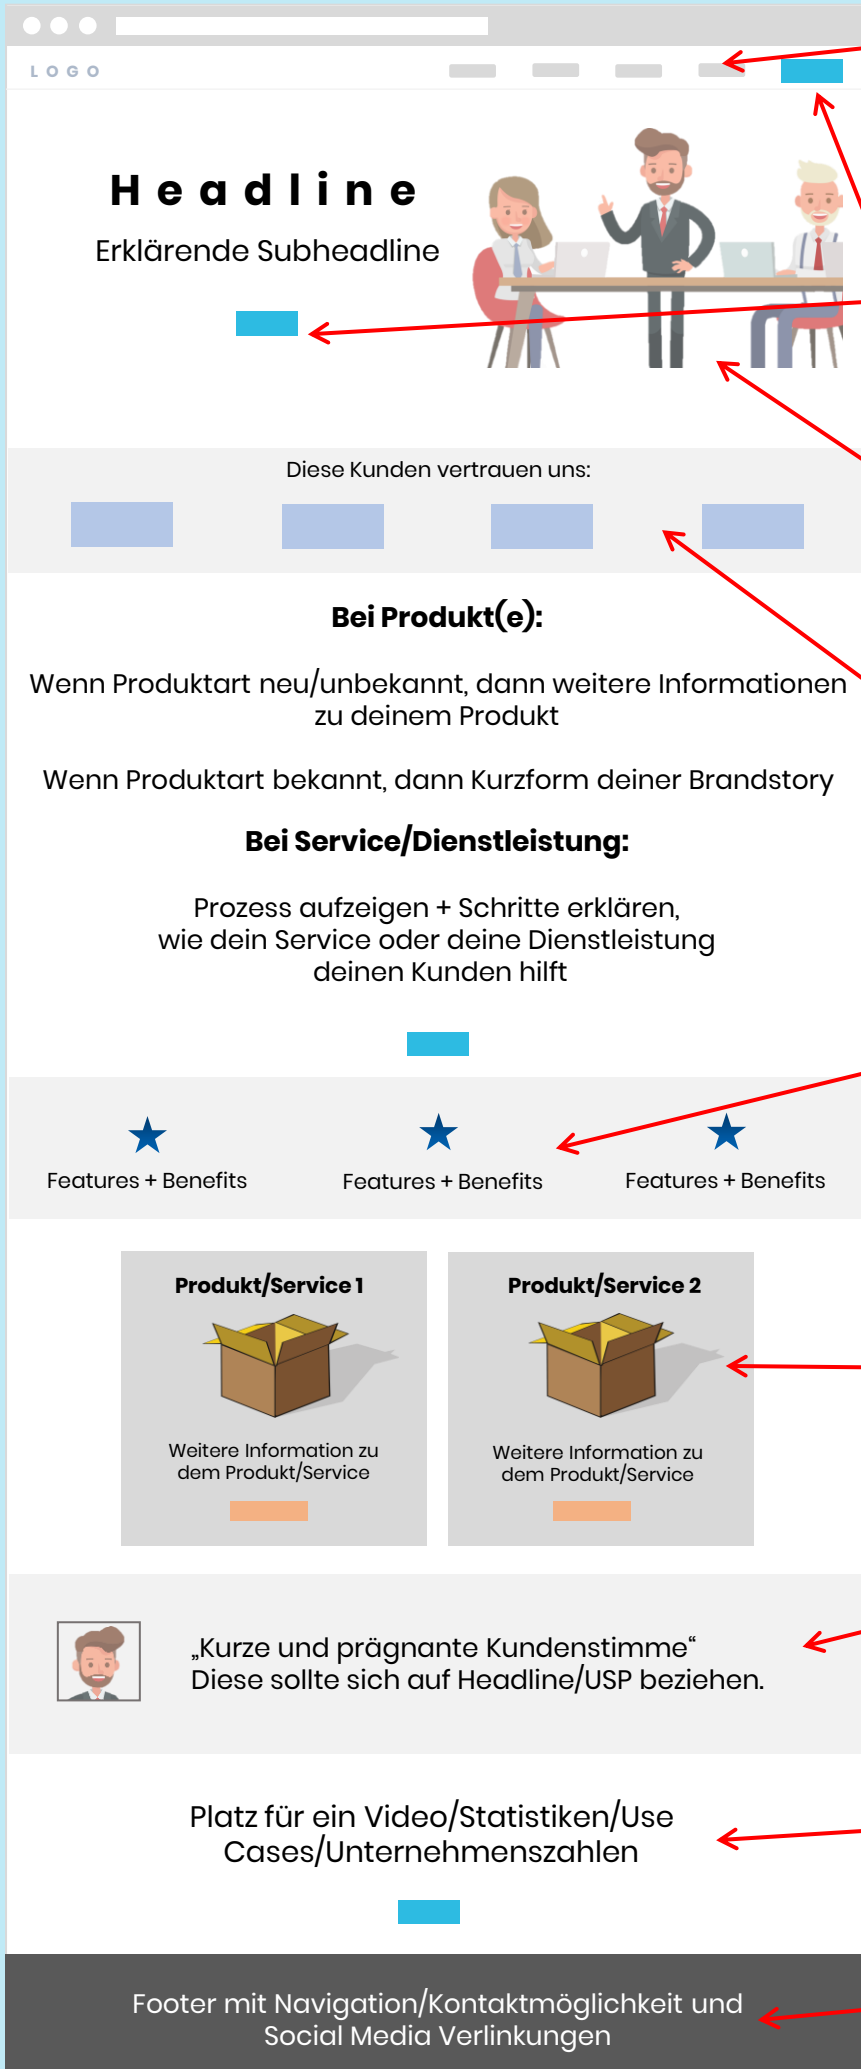 LOGO
Headline
Erklärende Subheadline
Diese Kunden vertrauen uns:
Bei Produkt(e):
Wenn Produktart neu/unbekannt, dann weitere Informationen
zu deinem Produkt
Wenn Produktart bekannt, dann Kurzform deiner Brandstory
Bei Service/Dienstleistung:
Prozess aufzeigen + Schritte erklären,
wie dein Service oder deine Dienstleistung
deinen Kunden hilft
Features + Benefits
Features + Benefits
Features + Benefits
Produkt/Service 1
Weitere Information zu
dem Produkt/Service
Produkt/Service 2
Weitere Information zu
dem Produkt/Service
„Kurze und prägnante Kundenstimme“
Diese sollte sich auf Headline/USP beziehen.
Platz für ein Video/Statistiken/Use
Cases/Unternehmenszahlen
Footer mit Navigation/Kontaktmöglichkeit und
Social Media Verlinkungen